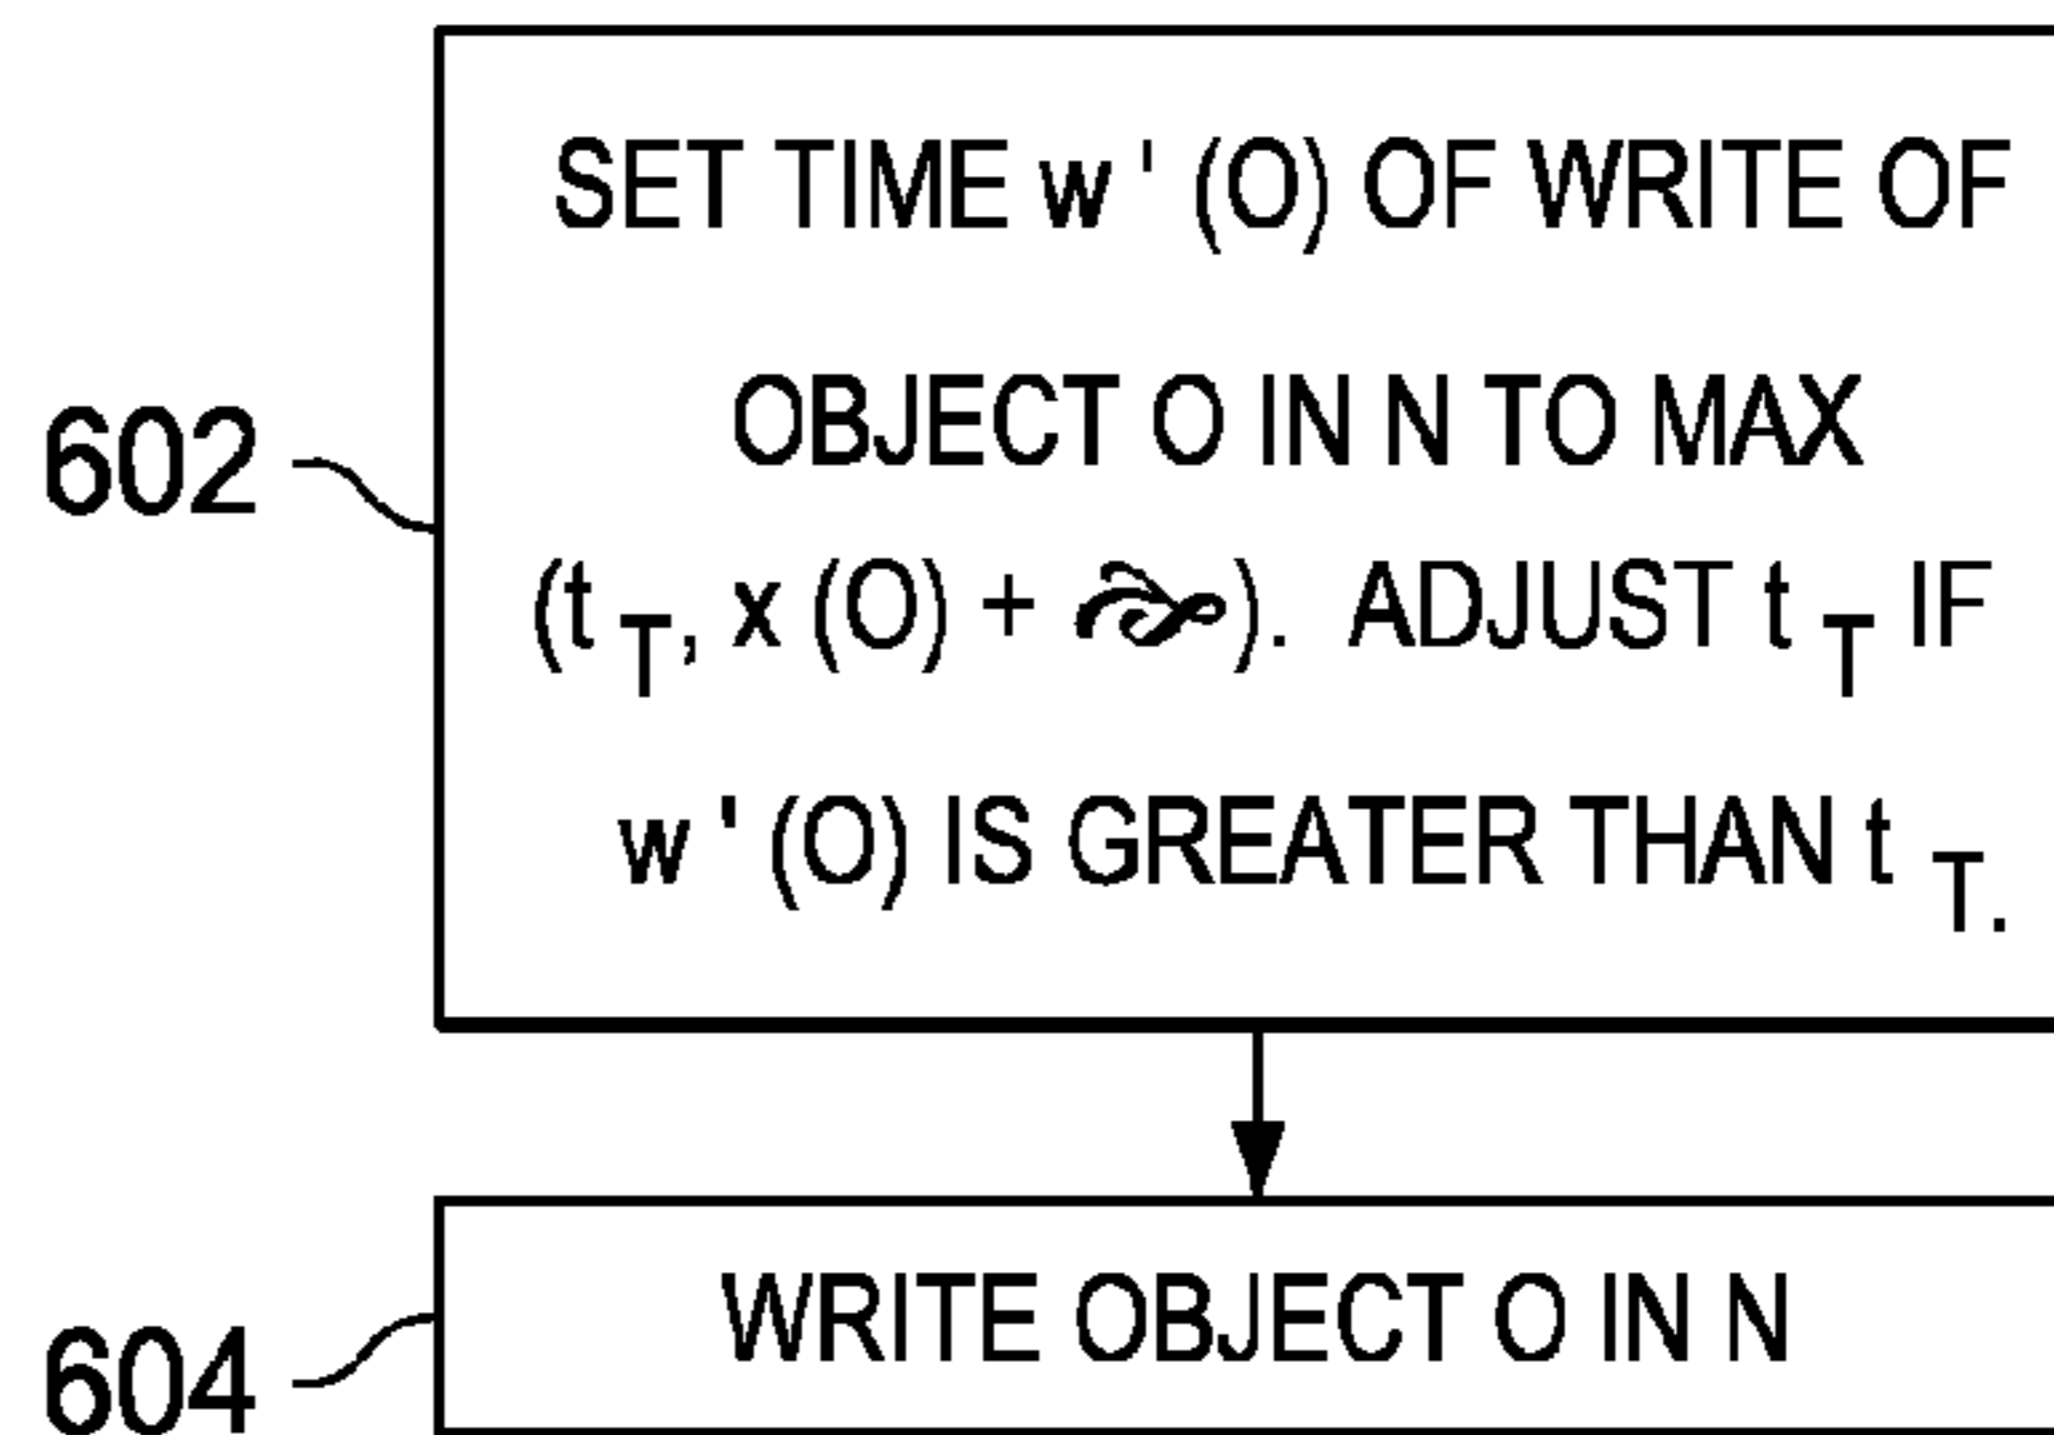 SET TIME w ' (O) OF WRITE OF
OBJECT O IN N TO MAX
602
(t T, x (O) + ). ADJUST t T IF
w ' (O) IS GREATER THAN t T.
WRITE OBJECT O IN N
604